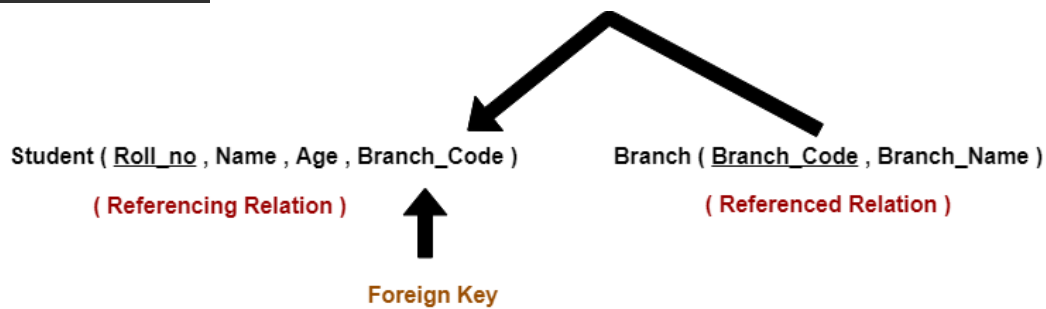 Student ( Roll_no , Name , Age , Branch_Code )
Branch ( Branch_Code , Branch_Name )
( Referencing Relation )
( Referenced Relation )
Foreign Key